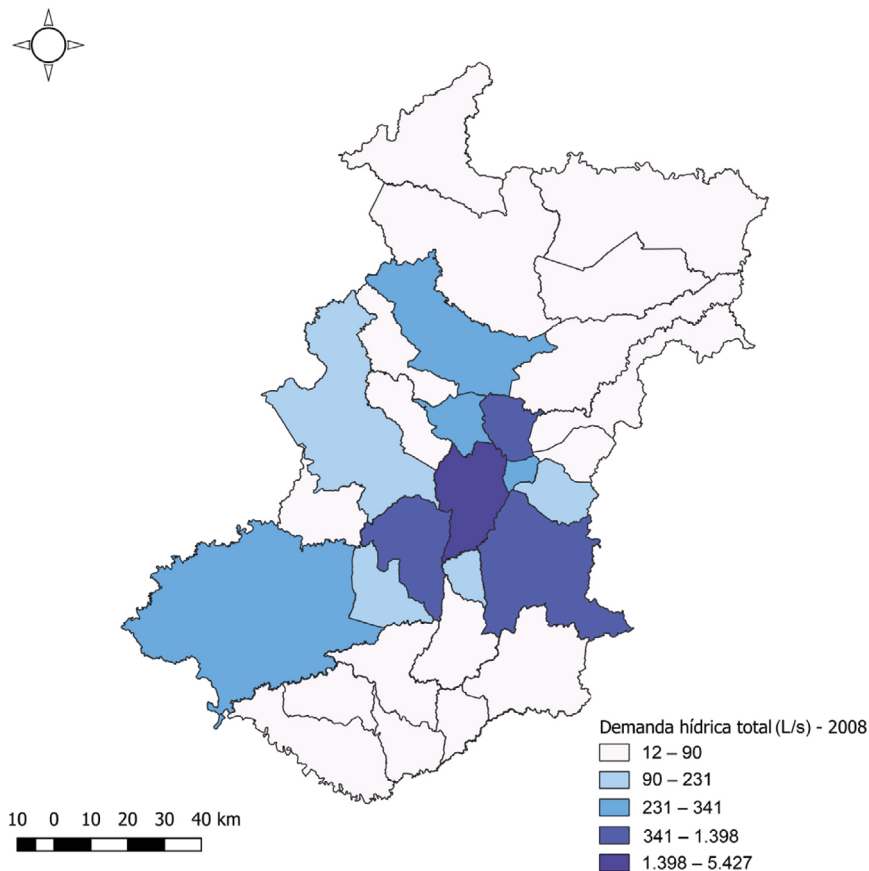 Demanda hídrica total (L/s) - 2008
12 – 90
90 – 231
231 – 341
341 – 1.398
1.398 – 5.427
10 0 10 20 30 40 km